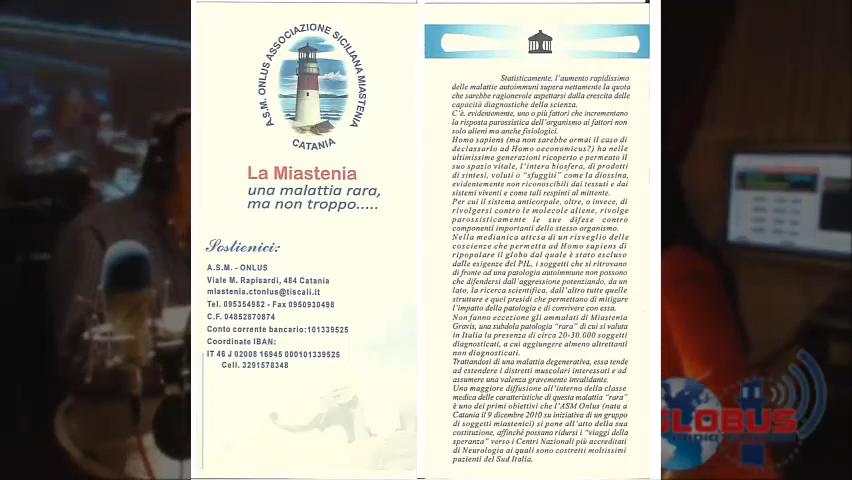 A.S.M. ONLUS ASSOCIAZIONE SICILIANA MIASTENIA
CATANIA
La Miastenia
una malattia rara,
ma non troppo.....
Sostienici:
A.S.M. - ONLUS
Viale M. Rapisardi, 484 Catania
miastenia.ctonlus@tiscali.it
Tel. 095354982 - Fax 0950930498
C.F. 04852870874
Conto corrente bancario:101339525
Coordinate IBAN:
IT 46 J 02008 16945 000101339525
Cell. 3291578348
Statisticamente, l'aumento rapidissimo
delle malattie autoimmuni supera nettamente la quota
che sarebbe ragionevole aspettarsi dalla crescita delle
capacità diagnostiche della scienza.
C'è, evidentemente, uno o più fattori che incrementano
la risposta parossistica dell'organismo ai fattori non
solo alieni ma anche fisiologici.
Homo sapiens (ma non sarebbe ormai il caso di
declassarlo ad Homo oeconomicus?) ha nelle
ultimissime generazioni ricoperto e permeato il
suo spazio vitale, l'intera biosfera, di prodotti
di sintesi, voluti o "sfuggiti" come la diossina,
evidentemente non riconoscibili dai tessuti e dai
sistemi viventi e come tali respinti al mittente.
Per cui il sistema anticorpale, oltre, o invece, di
rivolgersi contro le molecole aliene, rivolge
parossisticamente le sue difese contro
componenti importanti dello stesso organismo.
Nella medianica attesa di un risveglio delle
coscienze che permetta ad Homo sapiens di
ripopolare il globo dal quale è stato escluso
dalle esigenze del PIL, i soggetti che si ritrovano
di fronte ad una patologia autoimmune non possono
che difendersi dall'aggressione potenziando, da un
lato, la ricerca scientifica, dall'altro tutte quelle
strutture e quei presidi che permettano di mitigare
l'impatto della patologia e di convivere con essa.
Non fanno eccezione gli ammalati di Miastenia
Gravis, una subdola patologia "rara" di cui si valuta
in Italia la presenza di circa 20-30.000 soggetti
diagnosticati, a cui aggiungere almeno altrettanti
non diagnosticati.
Trattandosi di una malattia degenerativa, essa tende
ad estendere i distretti muscolari interessati e ad
assumere una valenza gravemente invalidante.
Una maggiore diffusione all'interno della classe
medica delle caratteristiche di questa malattia "rara"
è uno dei primi obiettivi che l'ASM Onlus (nata a
Catania il 9 dicembre 2010 su iniziativa di un gruppo
di soggetti miastenici) si pone all'atto della sua
costituzione, affinché possano ridursi i "viaggi della
speranza" verso i Centri Nazionali più accreditati
di Neurologia ai quali sono costretti moltissimi
pazienti del Sud Italia.
GLOBUS